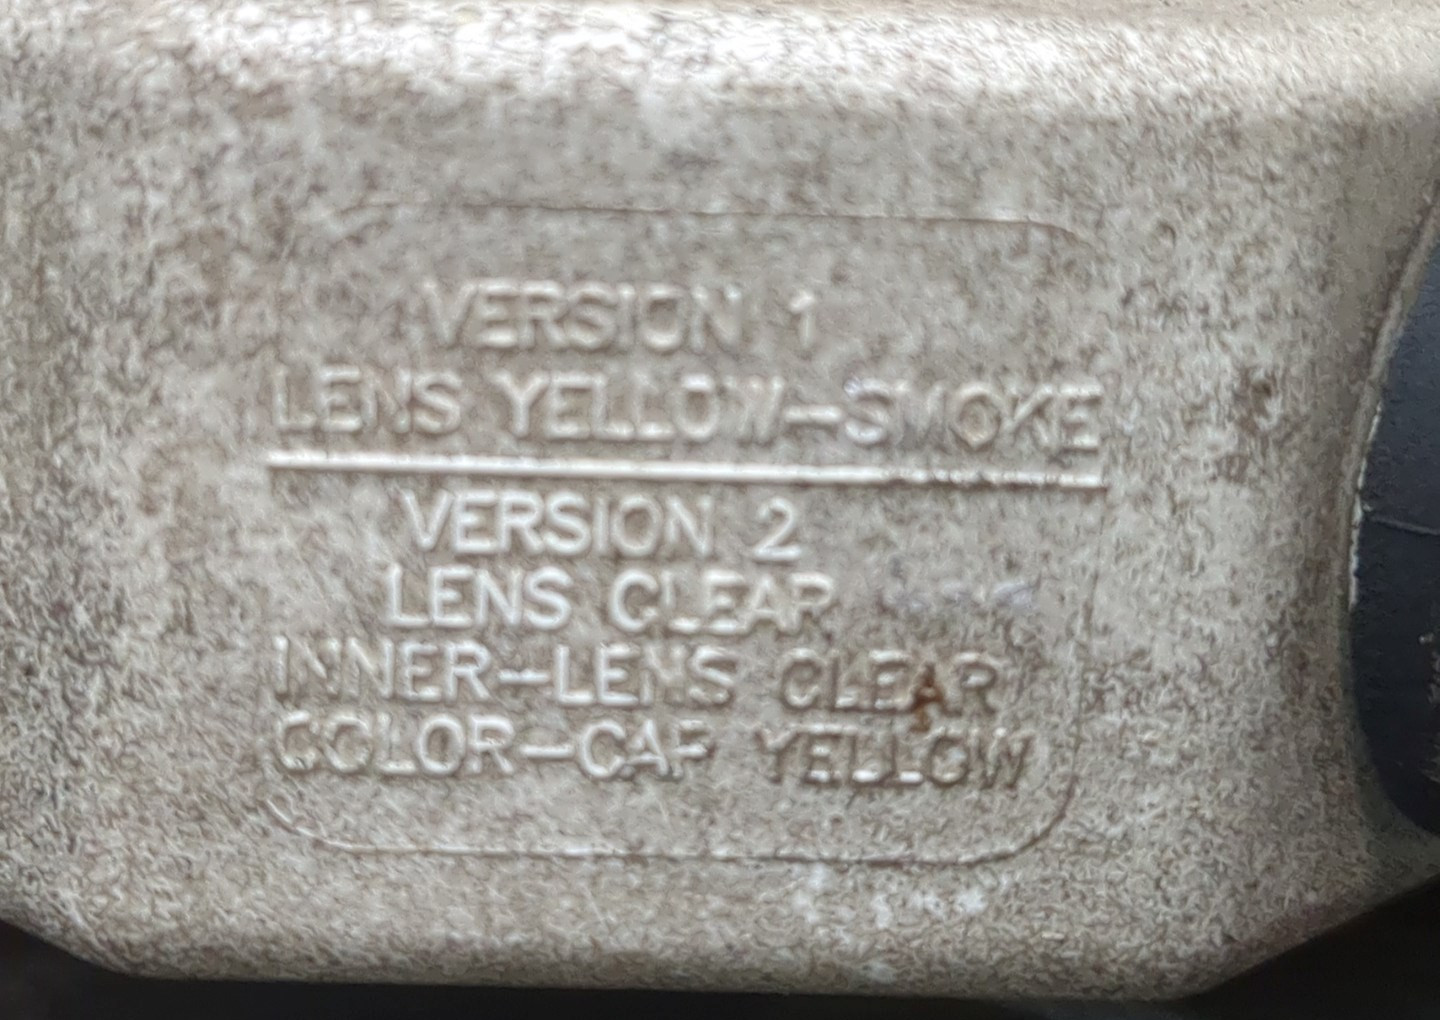 VERSION 1
LENS YELLOW-SMOKE
VERSION 2
LENS CLEAR
INNER-LENS CLEAR
COLOR-CAP YELLOW